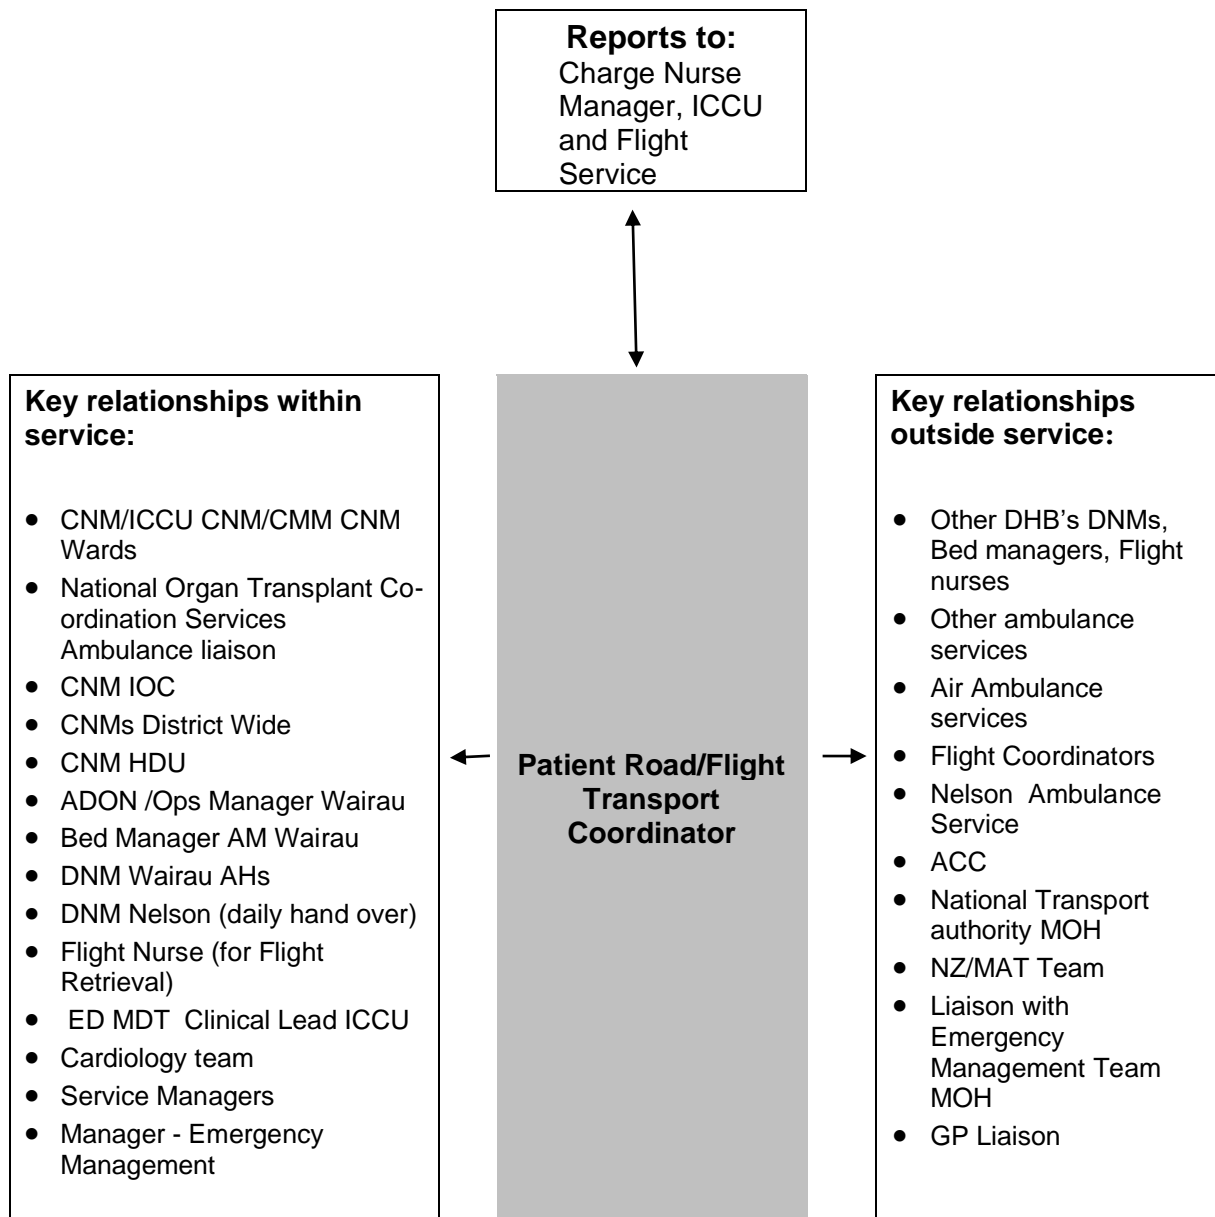 Reports to:
Charge Nurse
Manager, ICCU
and Flight
Service
Key relationships within
service:
• CNM/ICCU CNM/CMM CNM
Wards
• National Organ Transplant Co-
ordination Services
Ambulance liaison
• CNM IOC
• CNMs District Wide
• CNM HDU
• ADON /Ops Manager Wairau
• Bed Manager AM Wairau
• DNM Wairau AHs
• DNM Nelson (daily hand over)
• Flight Nurse (for Flight
Retrieval)
• ED MDT Clinical Lead ICCU
• Cardiology team
• Service Managers
• Manager - Emergency
Management
Patient Road/Flight
Transport
Coordinator
Key relationships
outside service:
• Other DHB's DNMs,
Bed managers, Flight
nurses
• Other ambulance
services
• Air Ambulance
services
• Flight Coordinators
• Nelson Ambulance
Service
• ACC
• National Transport
authority MOH
• NZ/MAT Team
• Liaison with
Emergency
Management Team
MOH
• GP Liaison